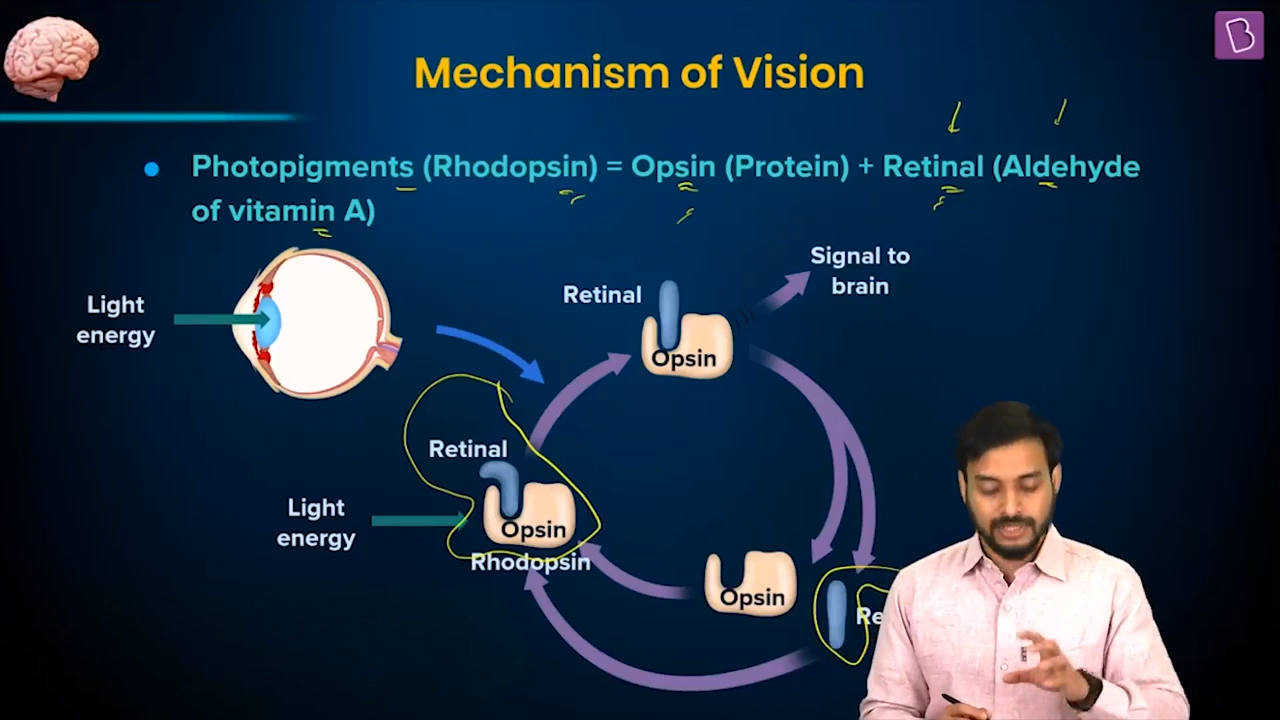 Mechanism of Vision
Photopigments (Rhodopsin) = Opsin (Protein) + Retinal (Aldehyde
of vitamin A)
Signal to
brain
Retinal
Light
energy
Opsin
Retinal
Light
energy
Opsin
Rhodopsin
Opsin
B